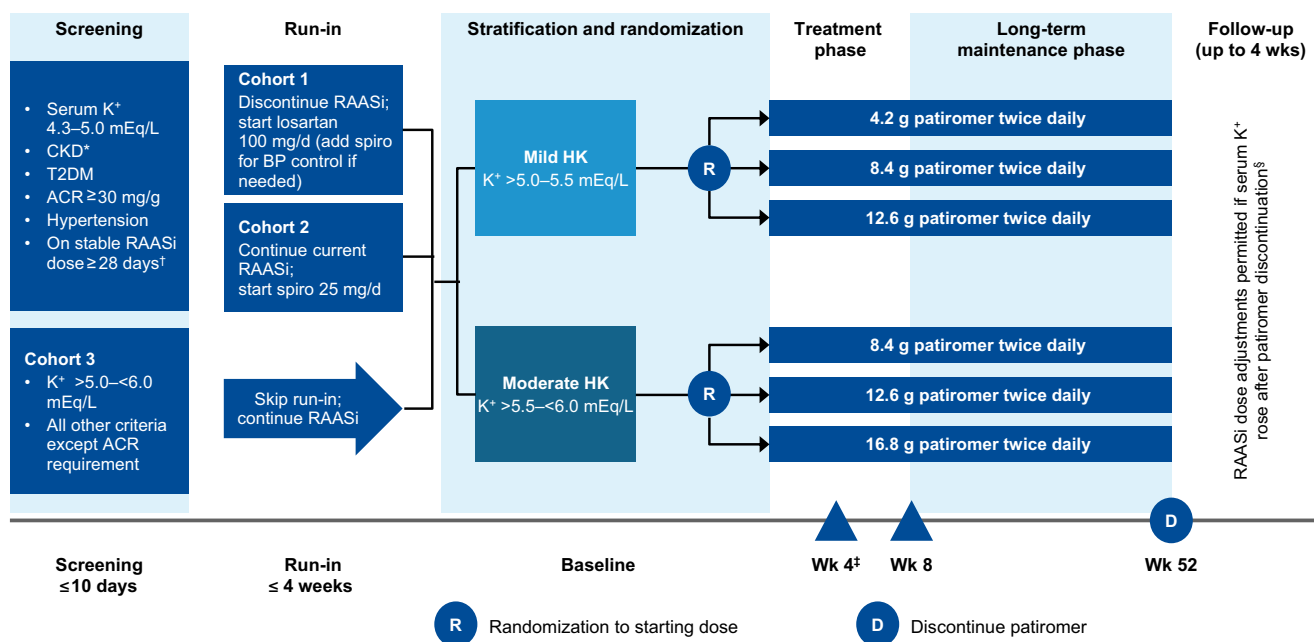 Screening
Run-in
Stratification and randomization
Treatment
phase
Long-term
maintenance phase
Follow-up
(up to 4 wks)
• Serum K⁺
4.3–5.0 mEq/L
• CKD*
• T2DM
• ACR ≥30 mg/g
• Hypertension
• On stable RAASi
dose ≥ 28 days†
Cohort 3
• K⁺ >5.0–<6.0
mEq/L
• All other criteria
except ACR
requirement
Cohort 1
Discontinue RAASi;
start losartan
100 mg/d (add spiro
for BP control if
needed)
Cohort 2
Continue current
RAASi;
start spiro 25 mg/d
Skip run-in;
continue RAASi
Mild HK
K⁺ >5.0–5.5 mEq/L
Moderate HK
K⁺ >5.5–<6.0 mEq/L
R
R
4.2 g patiromer twice daily
8.4 g patiromer twice daily
12.6 g patiromer twice daily
8.4 g patiromer twice daily
12.6 g patiromer twice daily
16.8 g patiromer twice daily
RAASi dose adjustments permitted if serum K⁺
rose after patiromer discontinuation§
D
Screening
≤10 days
Run-in
≤ 4 weeks
Baseline
Wk 4‡
Wk 8
Wk 52
R Randomization to starting dose
D Discontinue patiromer